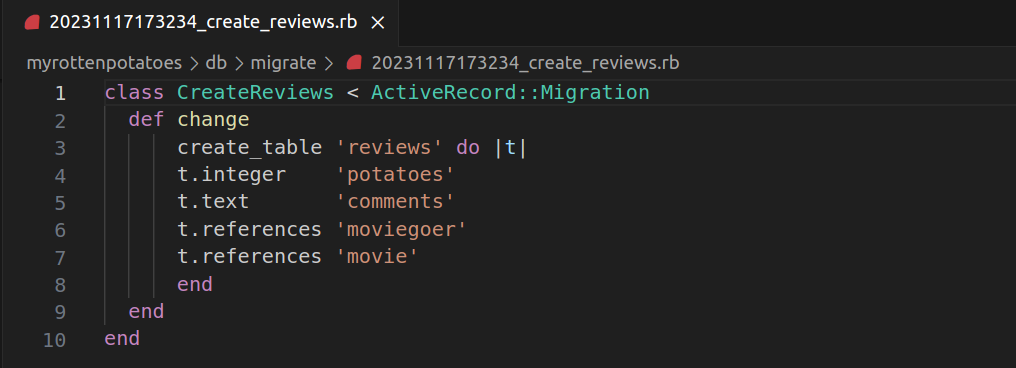 20231117173234_create_reviews.rb ×
myrottenpotatoes > db > migrate > 20231117173234_create_reviews.rb
1 class CreateReviews < ActiveRecord::Migration
2   def change
3       create_table 'reviews' do |t|
4       t.integer    'potatoes'
5       t.text       'comments'
6       t.references 'moviegoer'
7       t.references 'movie'
8       end
9   end
10 end